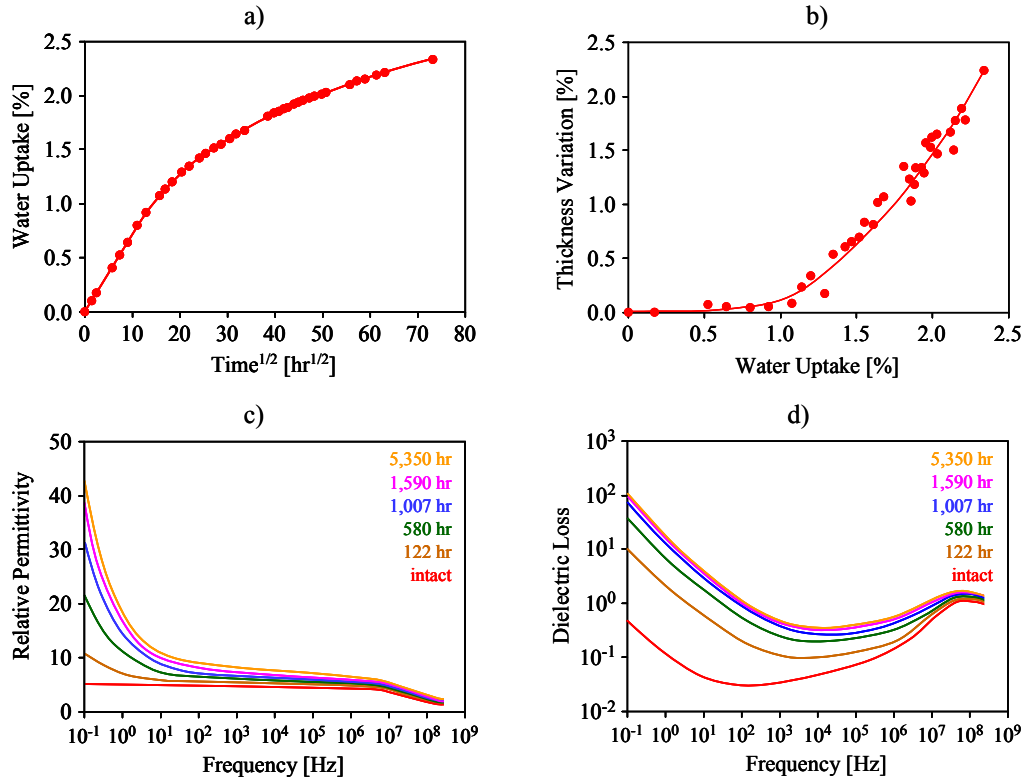 a)
Water Uptake [%]
2.5
2.0
1.5
1.0
0.5
0.0
0 10 20 30 40 50 60 70 80
Time1/2 [hr1/2]
b)
Thickness Variation [%]
2.5
2.0
1.5
1.0
0.5
0.0
0 0.5 1.0 1.5 2.0 2.5
Water Uptake [%]
c)
Relative Permittivity
50
40
30
20
10
0
5,350 hr
1,590 hr
1,007 hr
580 hr
122 hr
intact
10-1 100 101 102 103 104 105 106 107 108 109
Frequency [Hz]
d)
Dielectric Loss
103
102
101
100
10-1
10-2
5,350 hr
1,590 hr
1,007 hr
580 hr
122 hr
intact
10-1 100 101 102 103 104 105 106 107 108 109
Frequency [Hz]